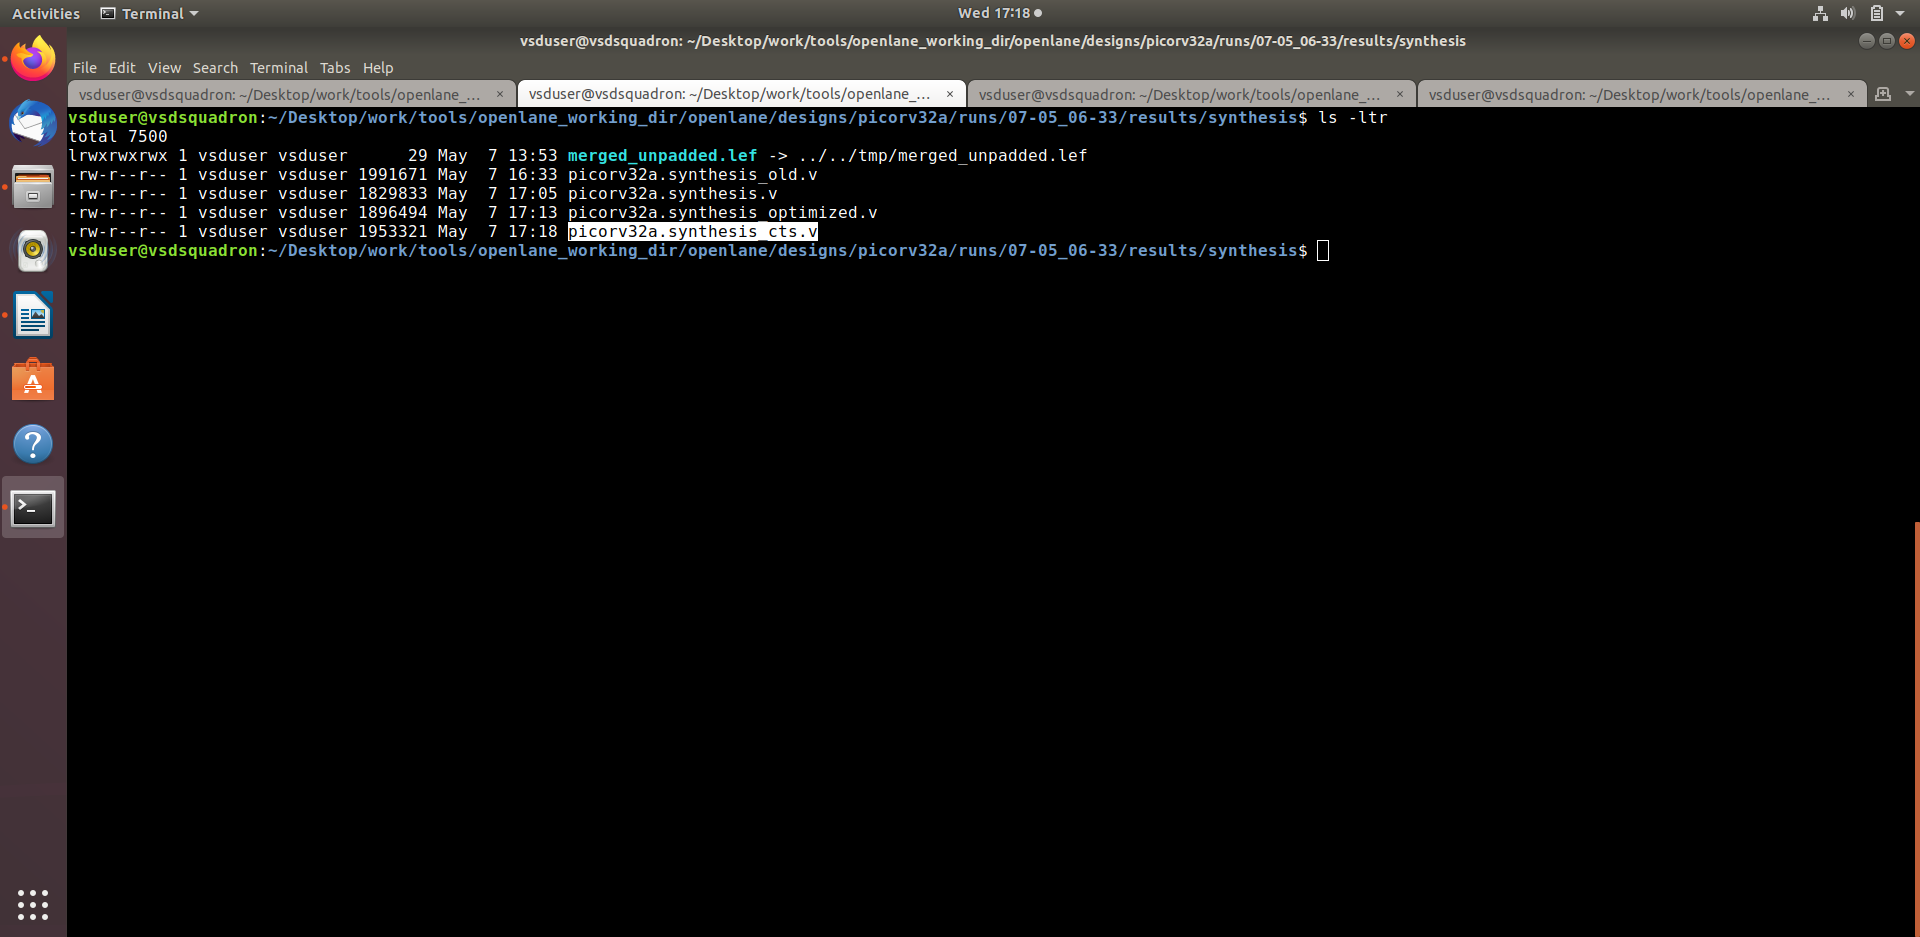 Activities Terminal Wed 17:18
vsduser@vsdsquadron: ~/Desktop/work/tools/openlane_working_dir/openlane/designs/picorv32a/runs/07-05_06-33/results/synthesis
File Edit View Search Terminal Tabs Help
vsduser@vsdsquadron: ~/Desktop/work/tools/openlane_... × vsduser@vsdsquadron: ~/Desktop/work/tools/openlane_... × vsduser@vsdsquadron: ~/Desktop/work/tools/openlane_... × vsduser@vsdsquadron: ~/Desktop/work/tools/openlane_... ×
vsduser@vsdsquadron:~/Desktop/work/tools/openlane_working_dir/openlane/designs/picorv32a/runs/07-05_06-33/results/synthesis$ ls -ltr
total 7500
lrwxrwxrwx 1 vsduser vsduser      29 May  7 13:53 merged_unpadded.lef -> ../../tmp/merged_unpadded.lef
-rw-r--r-- 1 vsduser vsduser 1991671 May  7 16:33 picorv32a.synthesis_old.v
-rw-r--r-- 1 vsduser vsduser 1829833 May  7 17:05 picorv32a.synthesis.v
-rw-r--r-- 1 vsduser vsduser 1896494 May  7 17:13 picorv32a.synthesis_optimized.v
-rw-r--r-- 1 vsduser vsduser 1953321 May  7 17:18 picorv32a.synthesis_cts.v
vsduser@vsdsquadron:~/Desktop/work/tools/openlane_working_dir/openlane/designs/picorv32a/runs/07-05_06-33/results/synthesis$